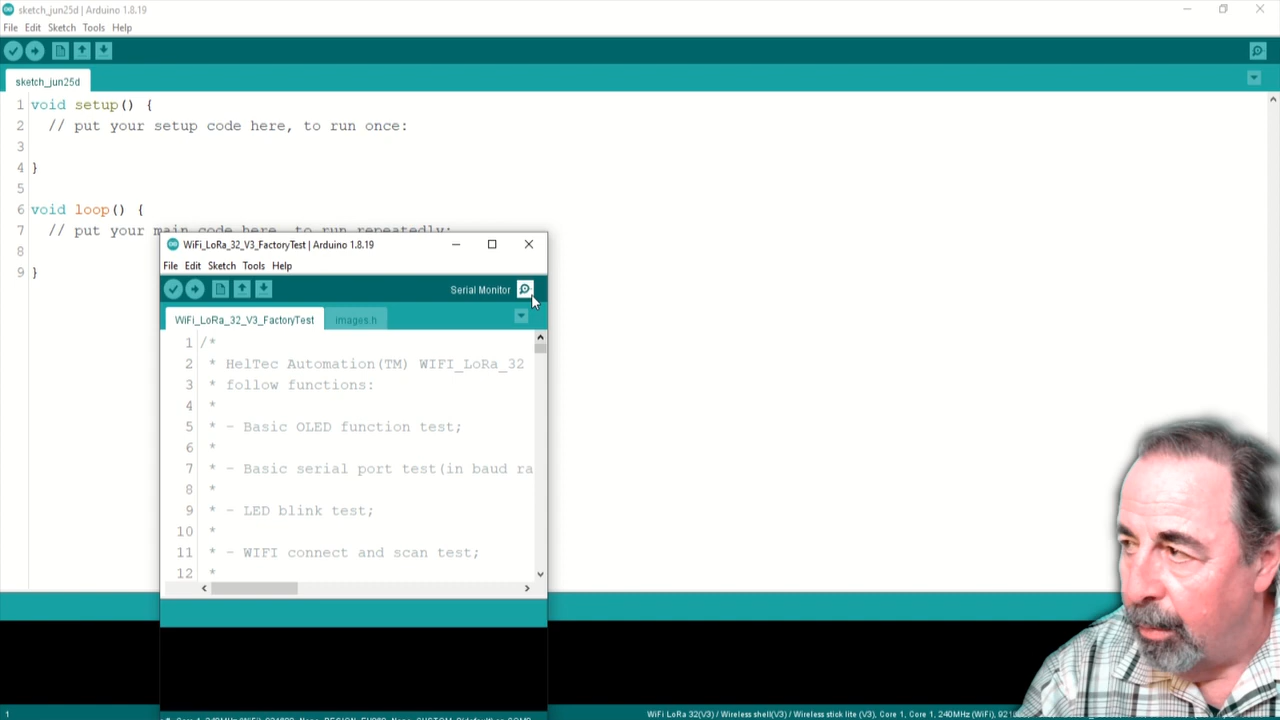 sketch_jun25d | Arduino 1.8.19
File Edit Sketch Tools Help
sketch_jun25d
1 void setup() {
2 // put your setup code here, to run once:
3
4 }
5
6 void loop() {
7 // put your main code here, to run repeatedly:
8
9 }
WiFi_LoRa_32_V3_FactoryTest | Arduino 1.8.19
File Edit Sketch Tools Help
Serial Monitor
WiFi_LoRa_32_V3_FactoryTest images.h
1 /*
2 * HelTec Automation(TM) WIFI_LoRa_32
3 * follow functions:
4 *
5 * - Basic OLED function test;
6 *
7 * - Basic serial port test(in baud ra
8 *
9 * - LED blink test;
10 *
11 * - WIFI connect and scan test;
12 *
1
WiFi LoRa 32(V3) / Wireless shell(V3) / Wireless stick lite (V3), Core 1, Core 1, 240MHz (WiFi), 9216